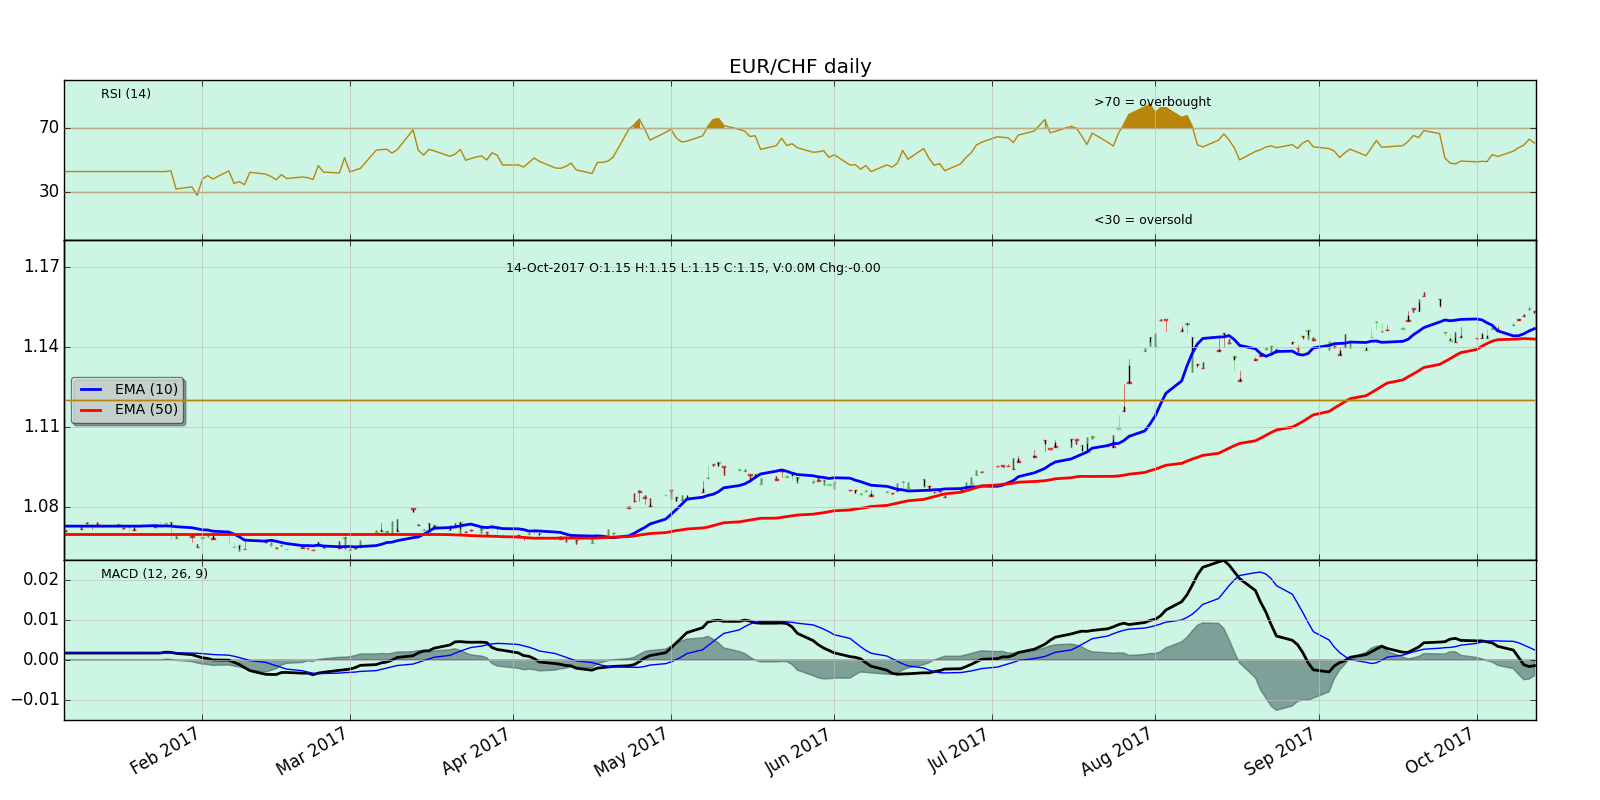 EUR/CHF daily
RSI (14)
>70 = overbought
70
30
<30 = oversold
1.17
14-Oct-2017 O:1.15 H:1.15 L:1.15 C:1.15, V:0.0M Chg:-0.00
1.14
EMA (10)
EMA (50)
1.11
1.08
MACD (12, 26, 9)
0.02
0.01
0.00
−0.01
Feb 2017 Mar 2017 Apr 2017 May 2017 Jun 2017 Jul 2017 Aug 2017 Sep 2017 Oct 2017